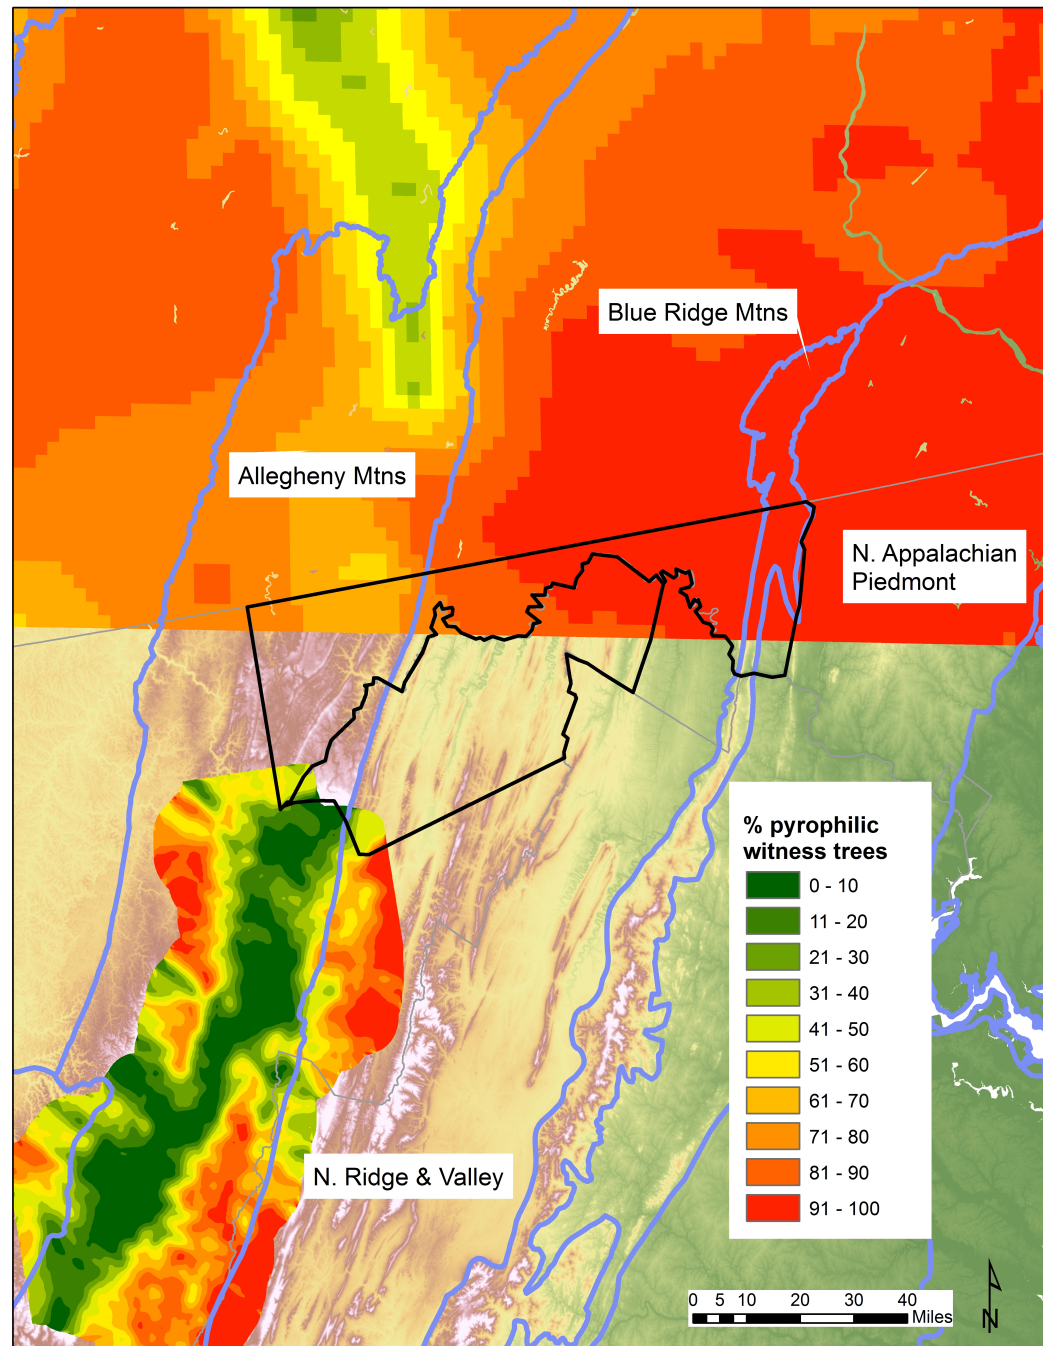 Blue Ridge Mtns
Allegheny Mtns
N. Appalachian
Piedmont
% pyrophilic
witness trees
0 - 10
11 - 20
21 - 30
31 - 40
41 - 50
51 - 60
61 - 70
71 - 80
81 - 90
91 - 100
N. Ridge & Valley
0 5 10 20 30 40
Miles
N